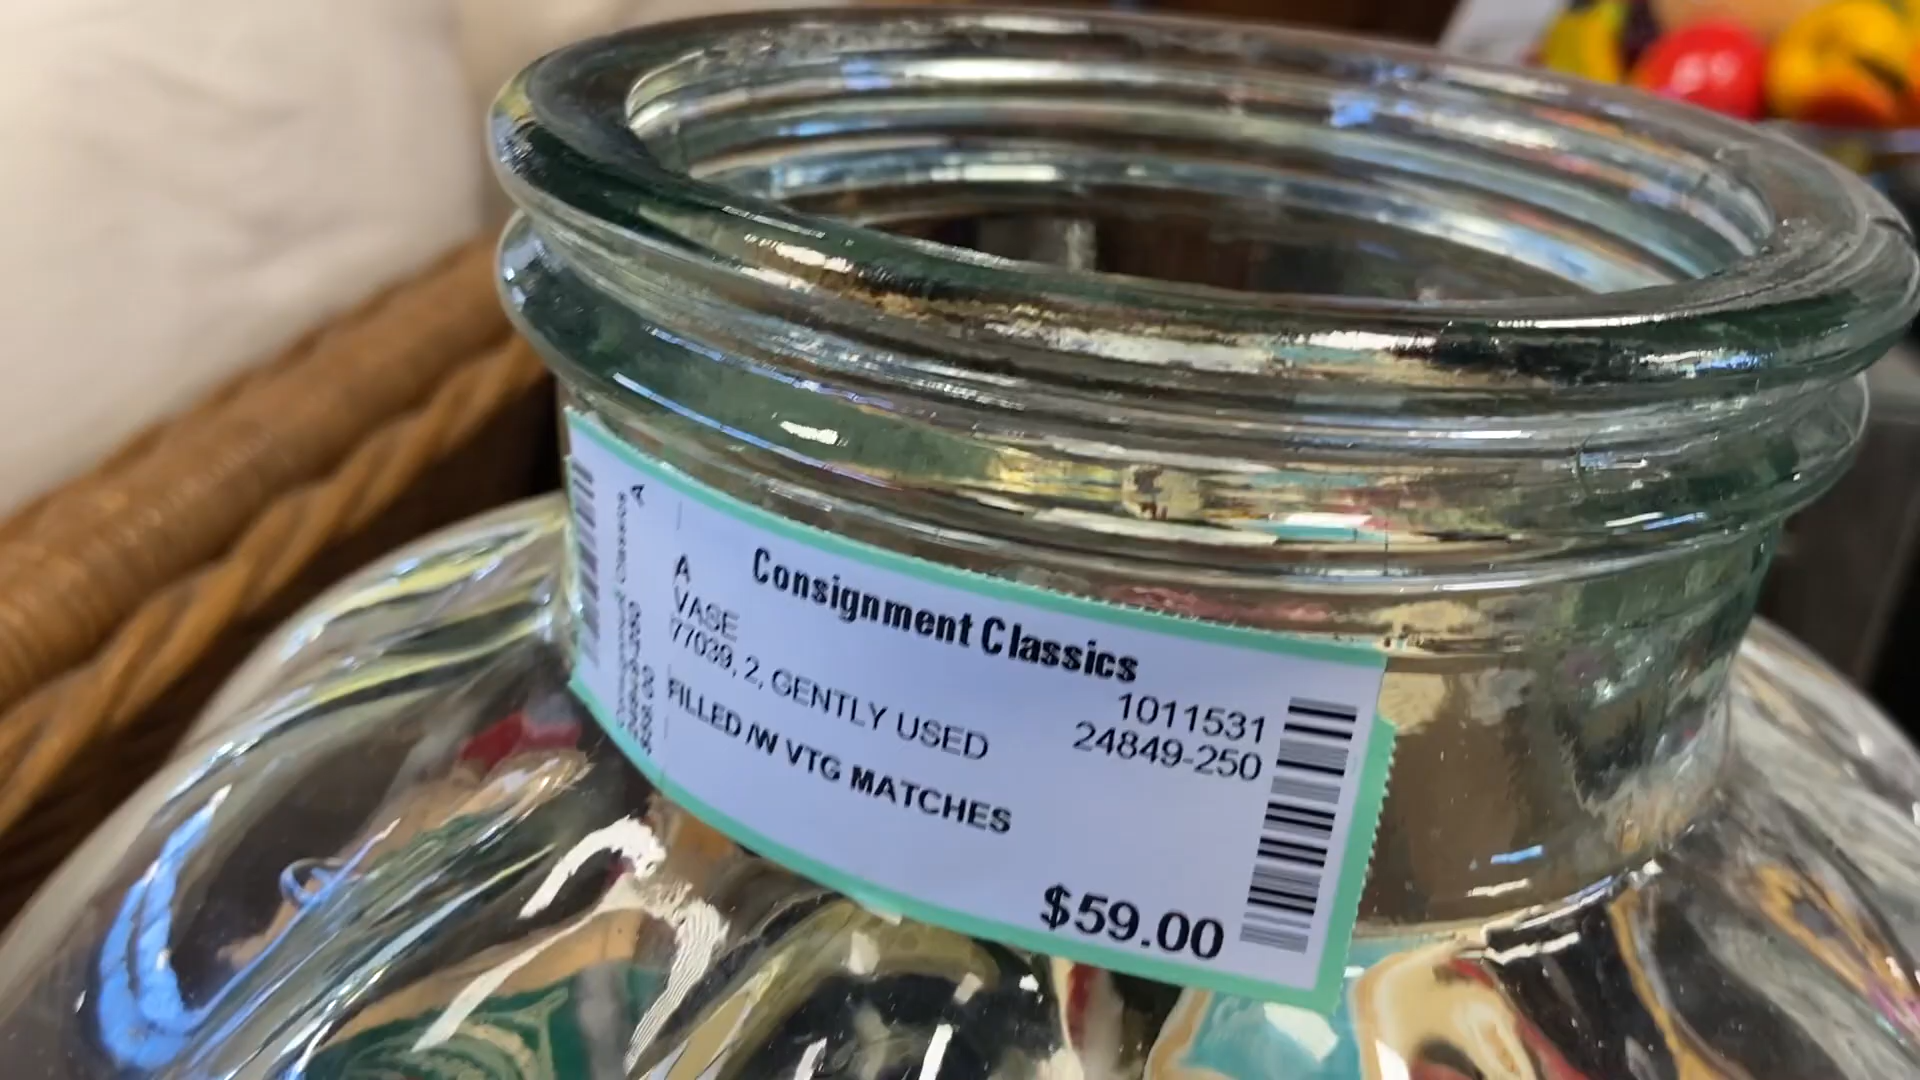 Consignment Classics
A
VASE
77039, 2, GENTLY USED
1011531
24849-250
FILLED /W VTG MATCHES
$59.00
A